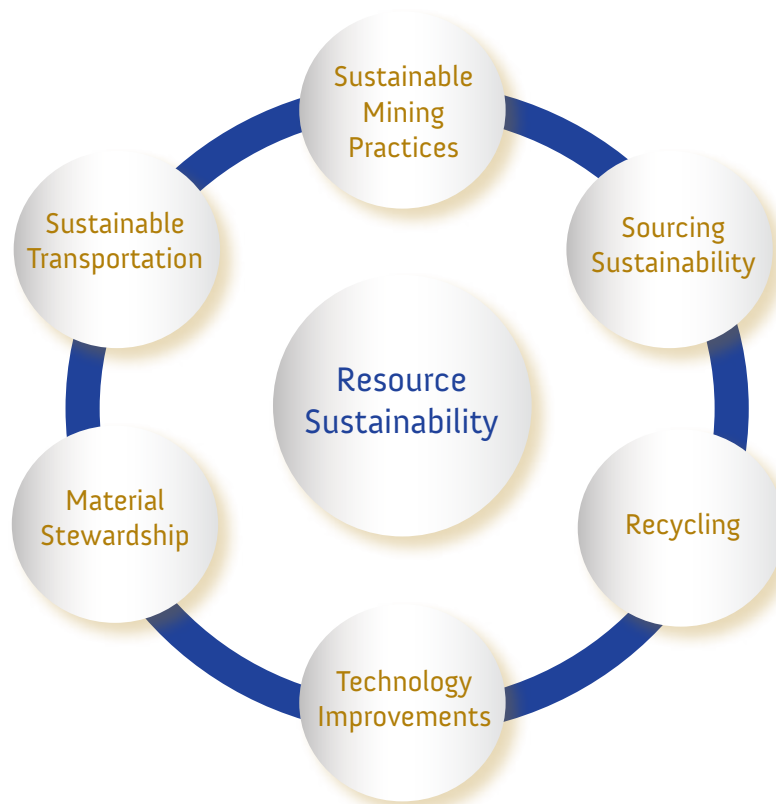 Sustainable
Mining
Practices
Sustainable
Transportation
Sourcing
Sustainability
Resource
Sustainability
Material
Stewardship
Recycling
Technology
Improvements